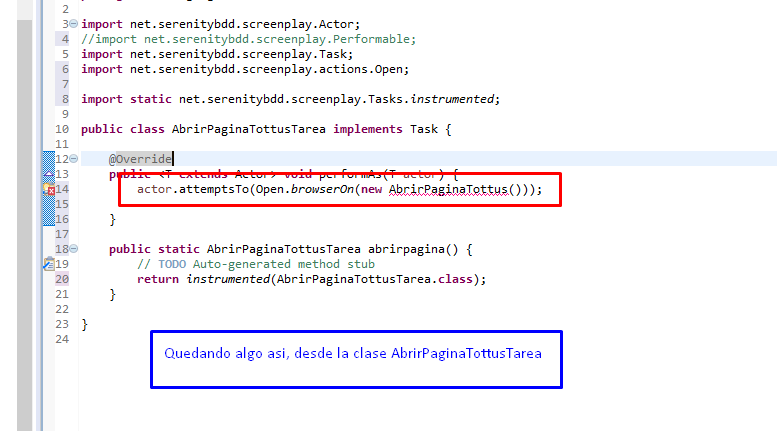 2
3 import net.serenitybdd.screenplay.Actor;
4 //import net.serenitybdd.screenplay.Performable;
5 import net.serenitybdd.screenplay.Task;
6 import net.serenitybdd.screenplay.actions.Open;
7
8 import static net.serenitybdd.screenplay.Tasks.instrumented;
9
10 public class AbrirPaginaTottusTarea implements Task {
11
12 @Override
13 public <T extends Actor> void performAs(T actor) {
14 actor.attemptsTo(Open.browserOn(new AbrirPaginaTottus()));
15
16 }
17
18 public static AbrirPaginaTottusTarea abrirpagina() {
19 // TODO Auto-generated method stub
20 return instrumented(AbrirPaginaTottusTarea.class);
21 }
22
23 }
24
Quedando algo asi, desde la clase AbrirPaginaTottusTarea